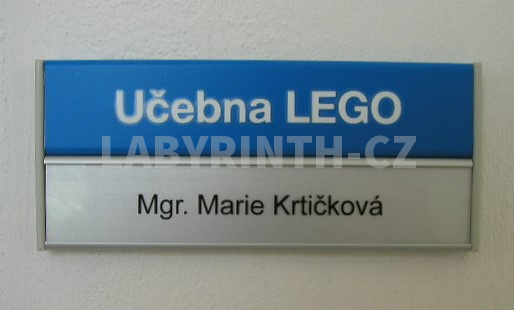 Učebna LEGO
LABYRINTH-CZ
Mgr. Marie Krtičková